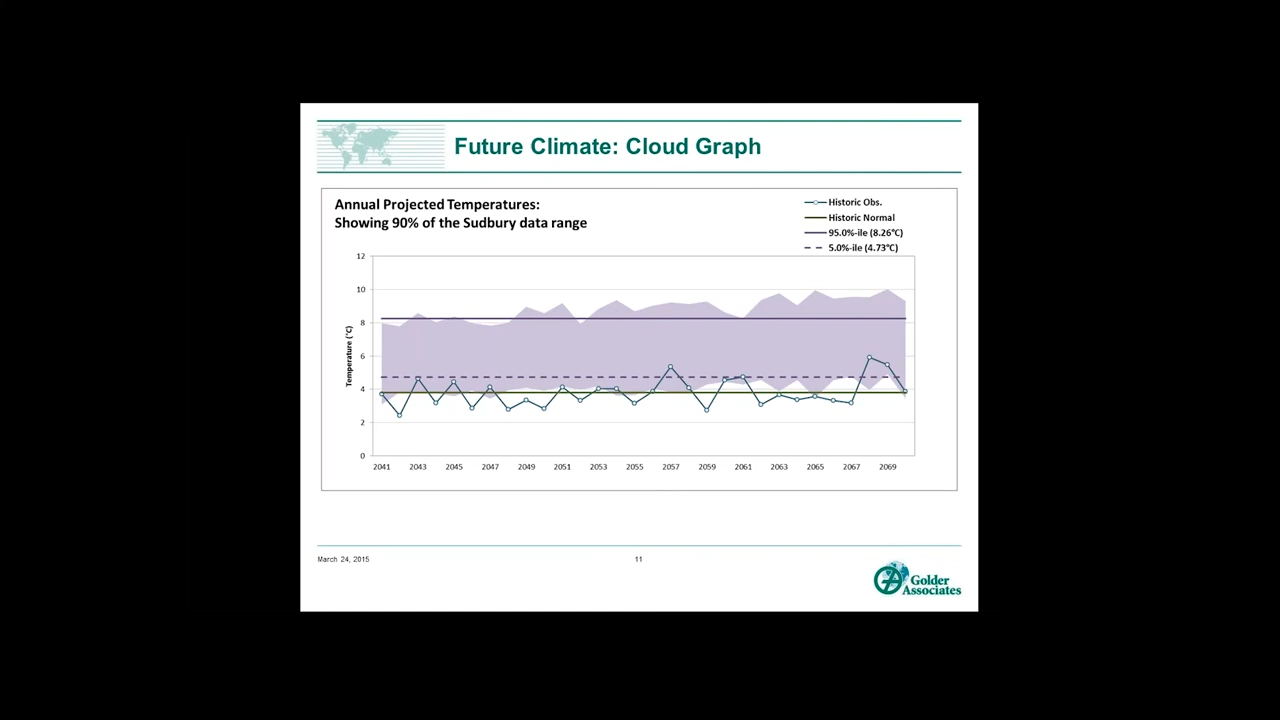 Future Climate: Cloud Graph
Annual Projected Temperatures:
Showing 90% of the Sudbury data range
Historic Obs.
Historic Normal
95.0%-ile (8.26°C)
5.0%-ile (4.73°C)
12
10
8
6
4
2
0
Temperature (°C)
2041 2043 2045 2047 2049 2051 2053 2055 2057 2059 2061 2063 2065 2067 2069
March 24, 2015
11
Golder
Associates